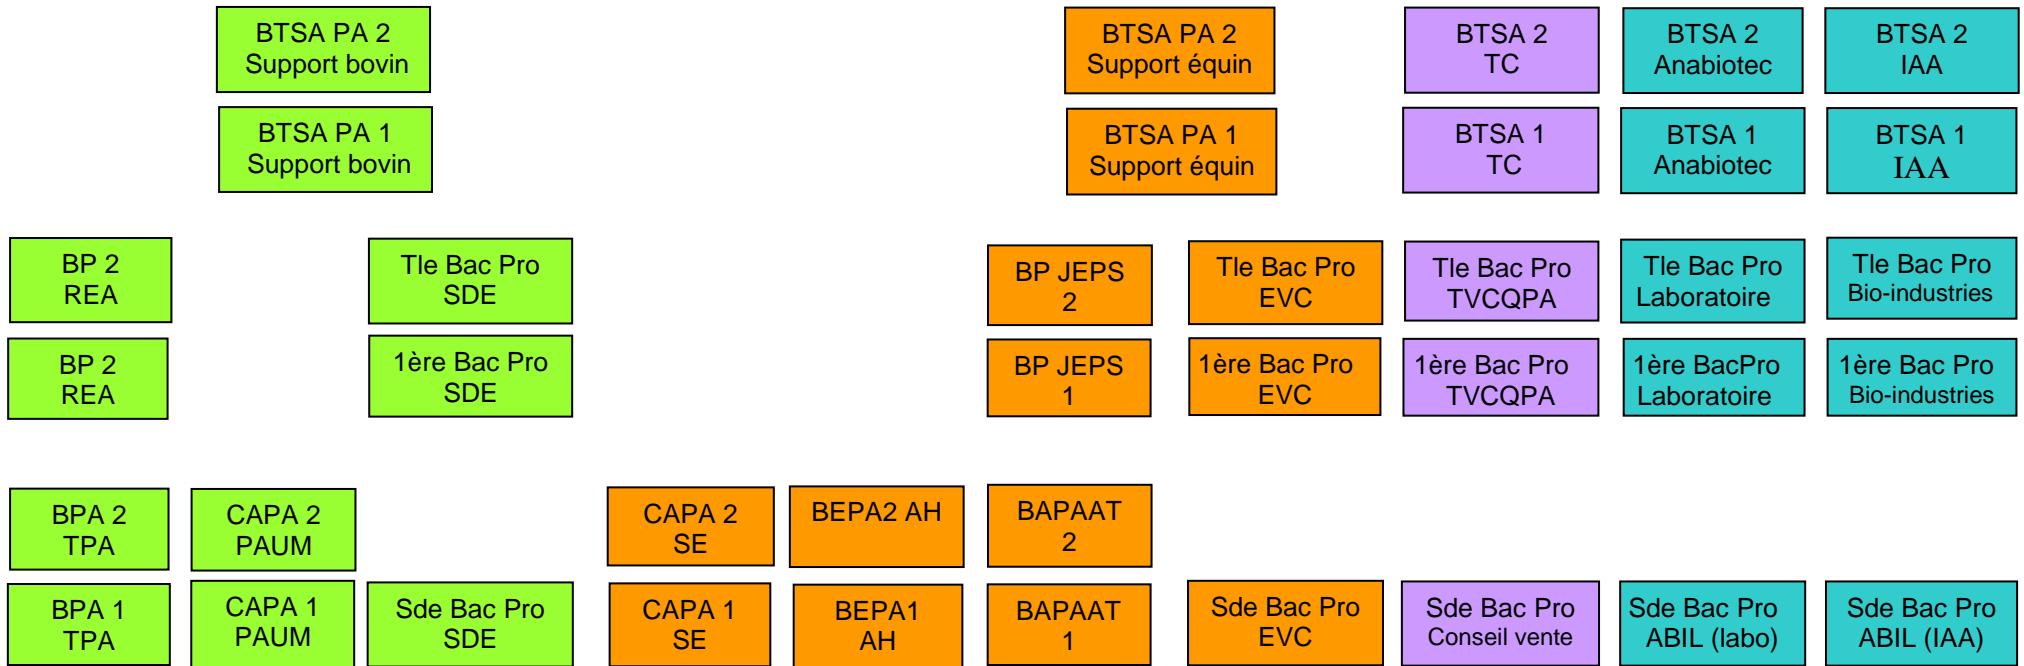 BTSA PA 2
Support bovin
BTSA PA 2
Support équin
BTSA 2
TC
BTSA 2
Anabiotec
BTSA 2
IAA
BTSA PA 1
Support bovin
BTSA PA 1
Support équin
BTSA 1
TC
BTSA 1
Anabiotec
BTSA 1
IAA
BP 2
REA
Tle Bac Pro
SDE
BP JEPS
2
Tle Bac Pro
EVC
Tle Bac Pro
TVCQPA
Tle Bac Pro
Laboratoire
Tle Bac Pro
Bio-industries
BP 2
REA
1ère Bac Pro
SDE
BP JEPS
1
1ère Bac Pro
EVC
1ère Bac Pro
TVCQPA
1ère BacPro
Laboratoire
1ère Bac Pro
Bio-industries
BPA 2
TPA
CAPA 2
PAUM
CAPA 2
SE
BEPA2 AH
BAPAAT
2
BPA 1
TPA
CAPA 1
PAUM
Sde Bac Pro
SDE
CAPA 1
SE
BEPA1
AH
BAPAAT
1
Sde Bac Pro
EVC
Sde Bac Pro
Conseil vente
Sde Bac Pro
ABIL (labo)
Sde Bac Pro
ABIL (IAA)